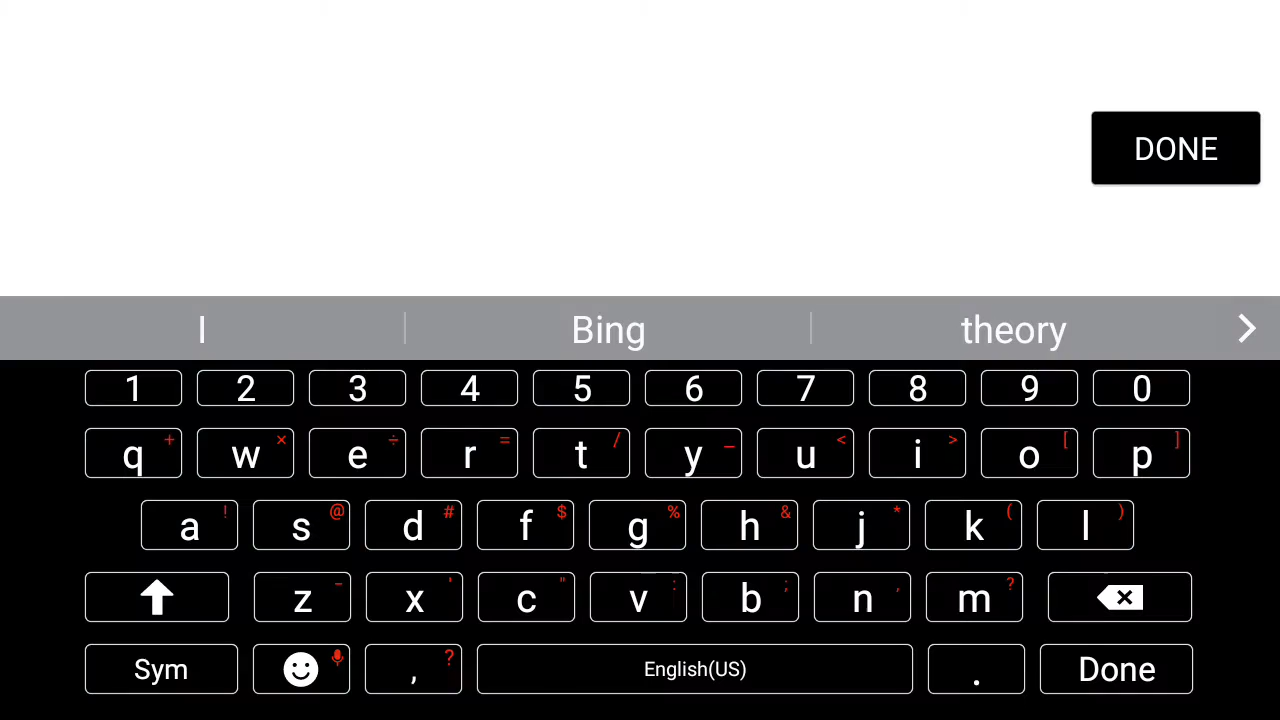 DONE
l Bing theory
1 2 3 4 5 6 7 8 9 0
q + w × e ÷ r = t / y _ u < i > o [ p ]
a ! s @ d # f $ g % h & j * k ( l )
z - x ' c " v : b ; n , m ?
Sym , ? English(US) . Done